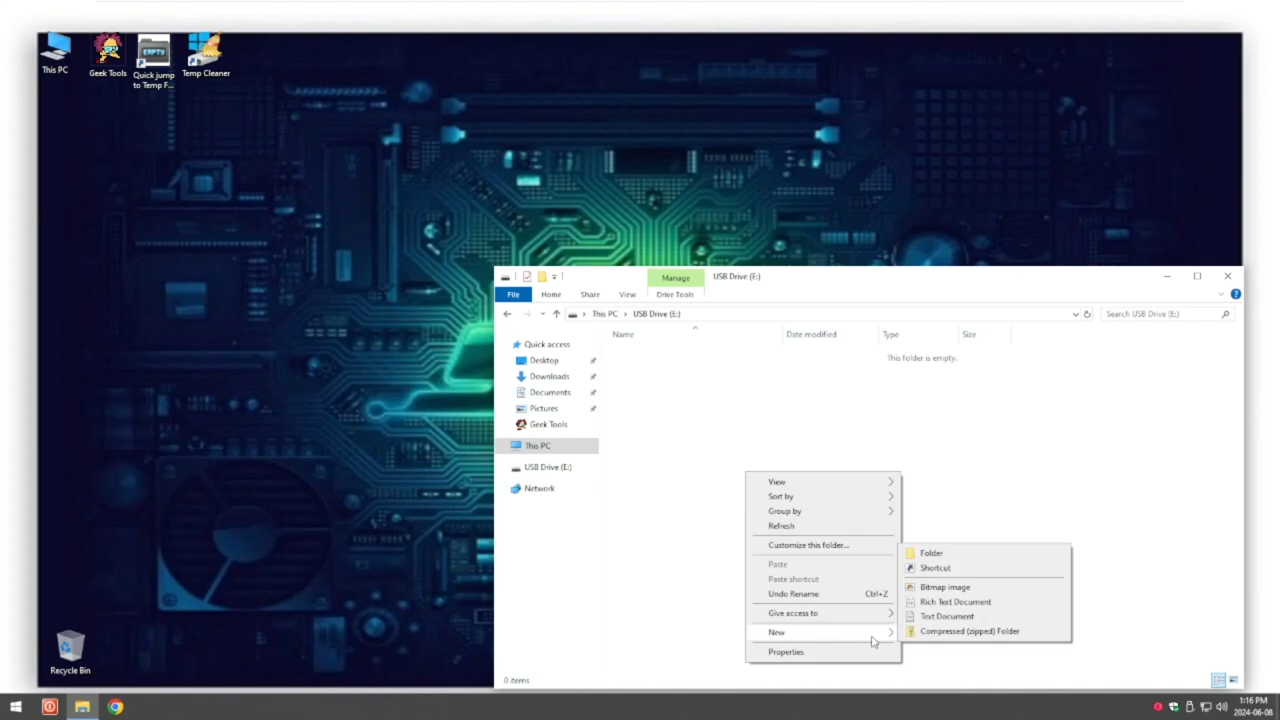 This PC
Geek Tools
Quick jump
to Temp F...
Temp Cleaner
EMPTY
Recycle Bin
Manage
USB Drive (E:)
File
Home
Share
View
Drive Tools
This PC
USB Drive (E:)
Search USB Drive (E:)
Name
Date modified
Type
Size
This folder is empty.
Quick access
Desktop
Downloads
Documents
Pictures
Geek Tools
This PC
USB Drive (E:)
Network
View
Sort by
Group by
Refresh
Customize this folder...
Paste
Paste shortcut
Undo Rename Ctrl+Z
Give access to
New
Properties
Folder
Shortcut
Bitmap image
Rich Text Document
Text Document
Compressed (zipped) Folder
0 items
1:16 PM
2024-06-08